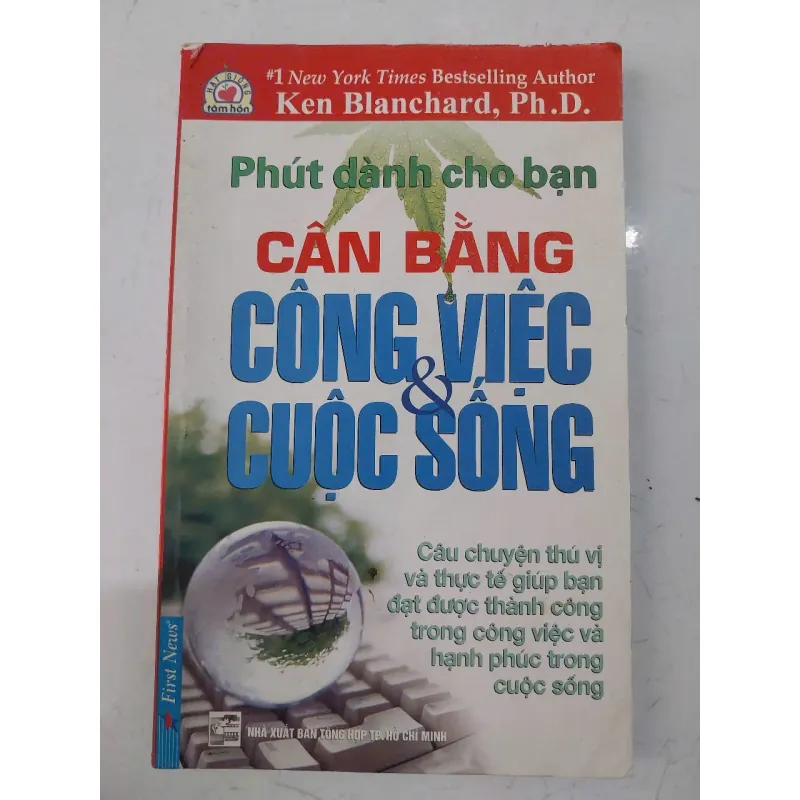 HẠT GIỐNG
tâm hồn
#1 New York Times Bestselling Author
Ken Blanchard, Ph.D.
Phút dành cho bạn
CÂN BẰNG
CÔNG VIỆC
&
CUỘC SỐNG
Câu chuyện thú vị
và thực tế giúp bạn
đạt được thành công
trong công việc và
hạnh phúc trong
cuộc sống
First News
NHÀ XUẤT BẢN TỔNG HỢP TP. HỒ CHÍ MINH